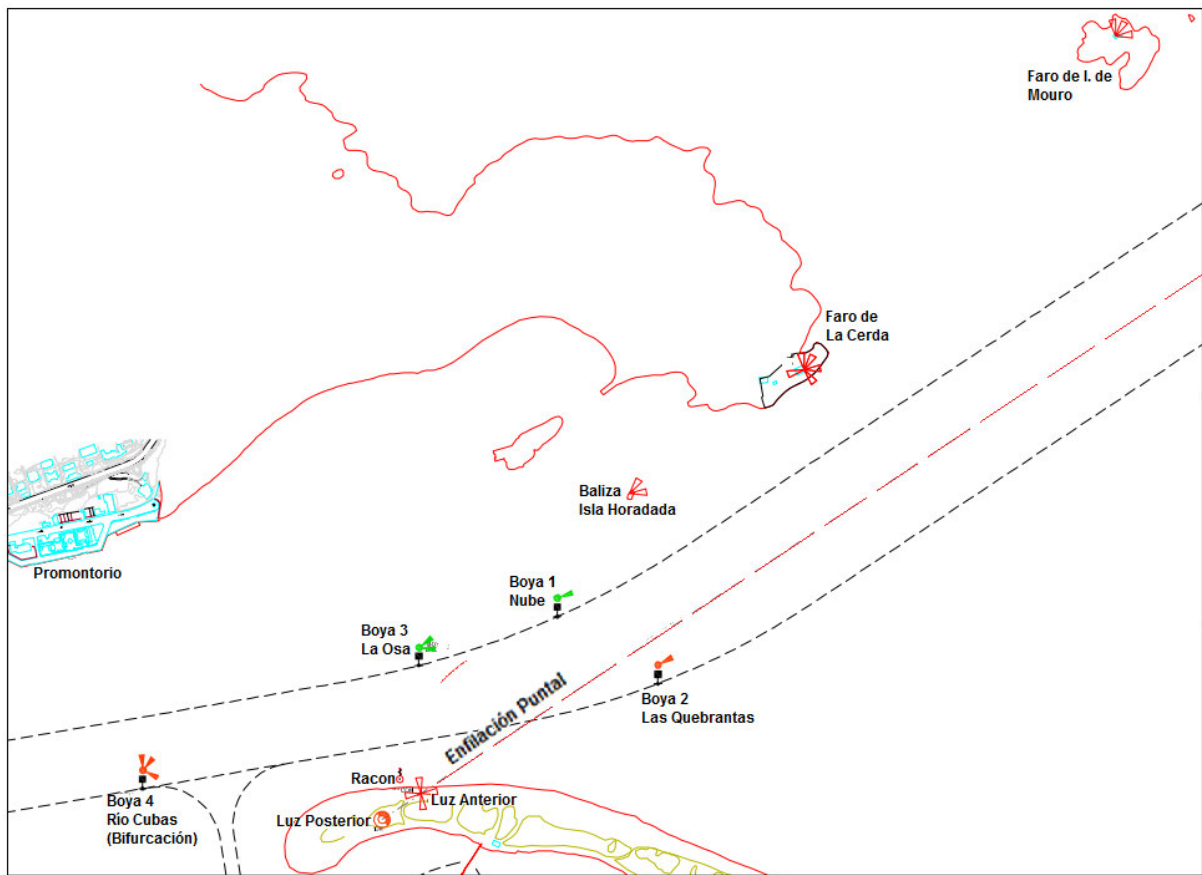 Faro de I. de
Mouro
Faro de
La Cerda
Baliza
Isla Horadada
Promontorio
Boya 1
Nube
Boya 3
La Osa
Boya 2
Las Quebrantas
Enfilación Puntal
Racon
Luz Anterior
Luz Posterior
Boya 4
Río Cubas
(Bifurcación)